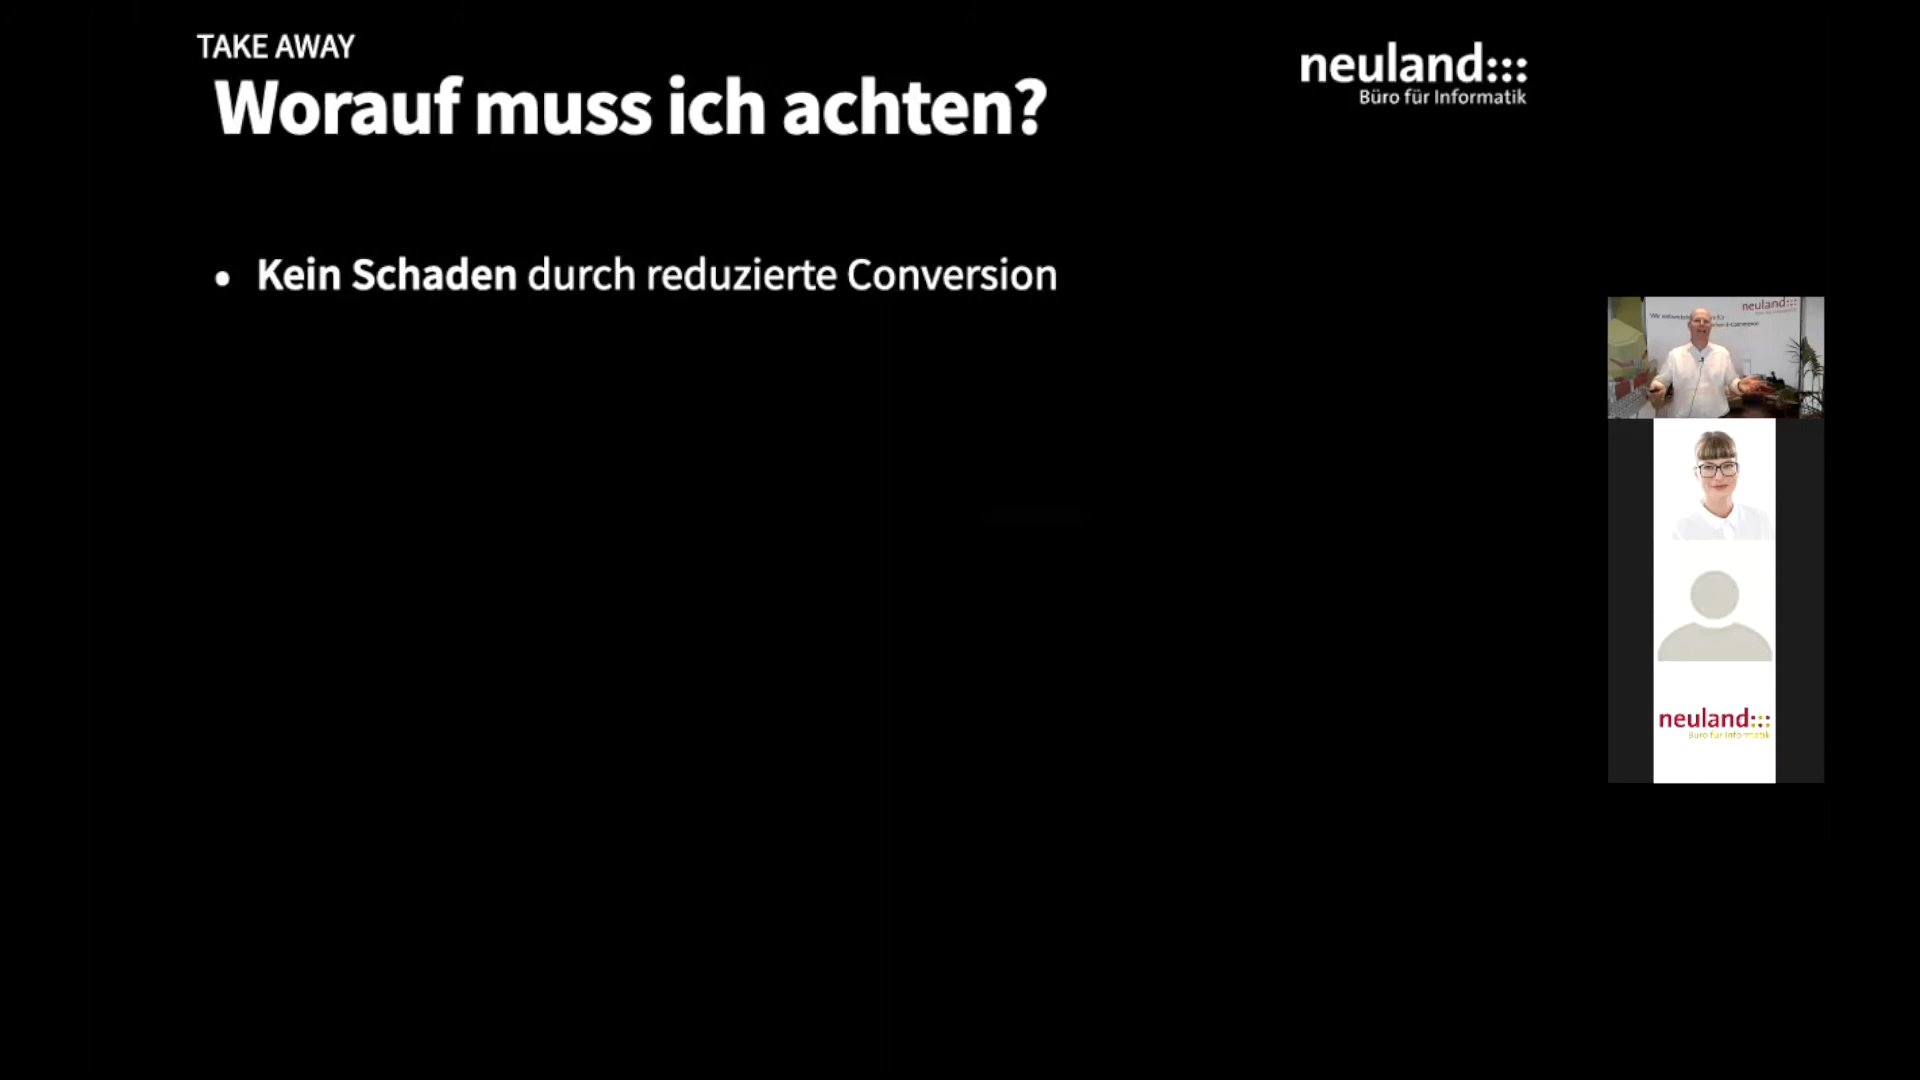 TAKE AWAY
Worauf muss ich achten?
neuland:::
Büro für Informatik
• Kein Schaden durch reduzierte Conversion
neuland:::
neuland:::
Büro für Informatik